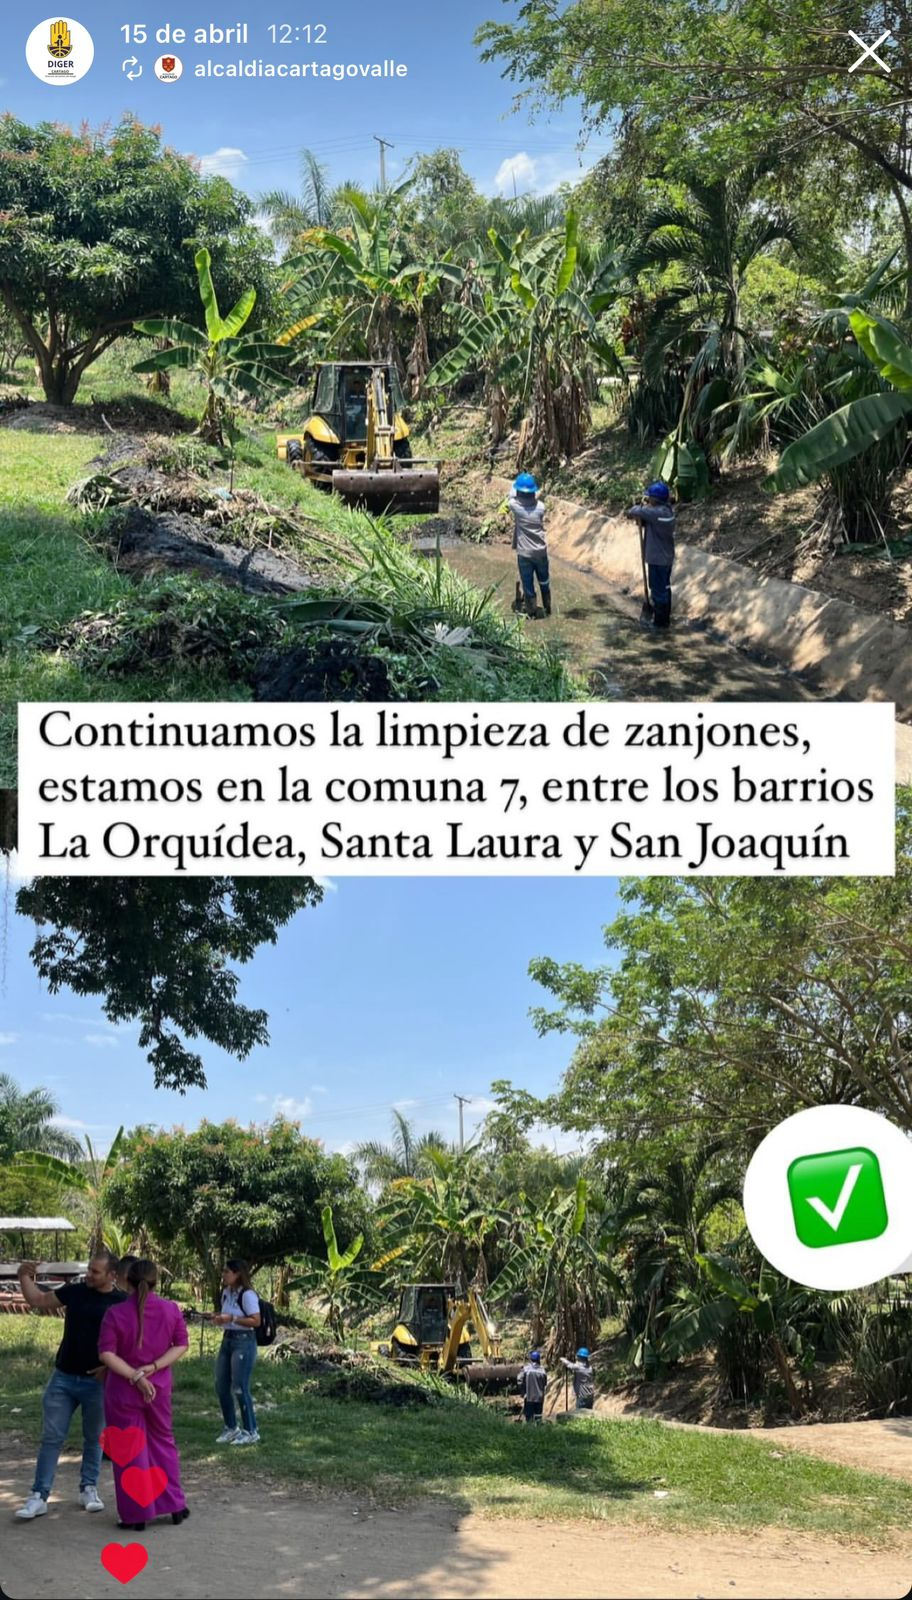 DIGER
CARTAGO
15 de abril 12:12
alcaldiacartagovalle
Continuamos la limpieza de zanjones,
estamos en la comuna 7, entre los barrios
La Orquídea, Santa Laura y San Joaquín